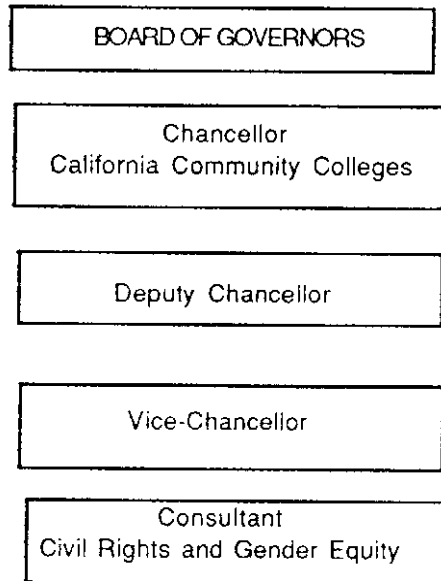 BOARD OF GOVERNORS
Chancellor
California Community Colleges
Deputy Chancellor
Vice-Chancellor
Consultant
Civil Rights and Gender Equity